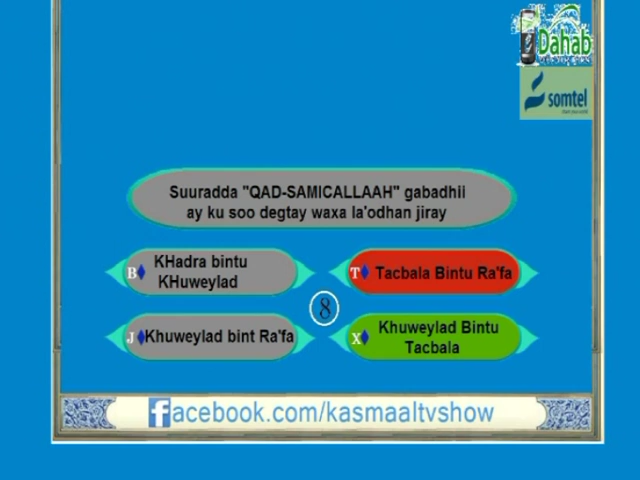 Dahab
somtel
Suuradda "QAD-SAMICALLAAH" gabadhii
ay ku soo degtay waxa la'odhan jiray
B KHadra bintu
KHuweylad
T Tacbala Bintu Ra'fa
8
J Khuweylad bint Ra'fa
X Khuweylad Bintu
Tacbala
facebook.com/kasmaaltvshow